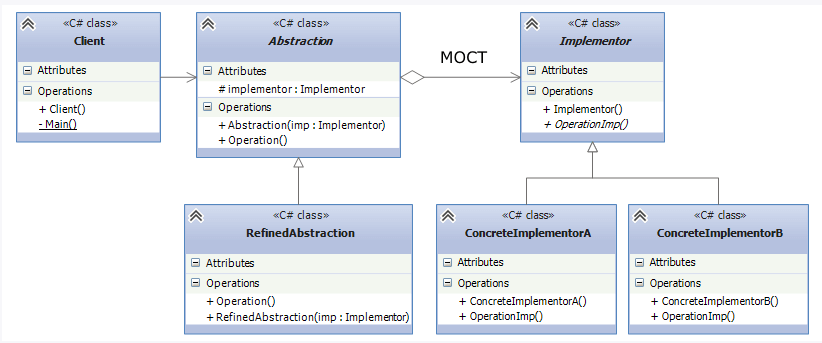 «C# class»
Client
Attributes
Operations
+ Client()
- Main()
«C# class»
Abstraction
Attributes
# implementor : Implementor
Operations
+ Abstraction(imp : Implementor)
+ Operation()
МОСТ
«C# class»
Implementor
Attributes
Operations
+ Implementor()
+ OperationImp()
«C# class»
RefinedAbstraction
Attributes
Operations
+ Operation()
+ RefinedAbstraction(imp : Implementor)
«C# class»
ConcreteImplementorA
Attributes
Operations
+ ConcreteImplementorA()
+ OperationImp()
«C# class»
ConcreteImplementorB
Attributes
Operations
+ ConcreteImplementorB()
+ OperationImp()